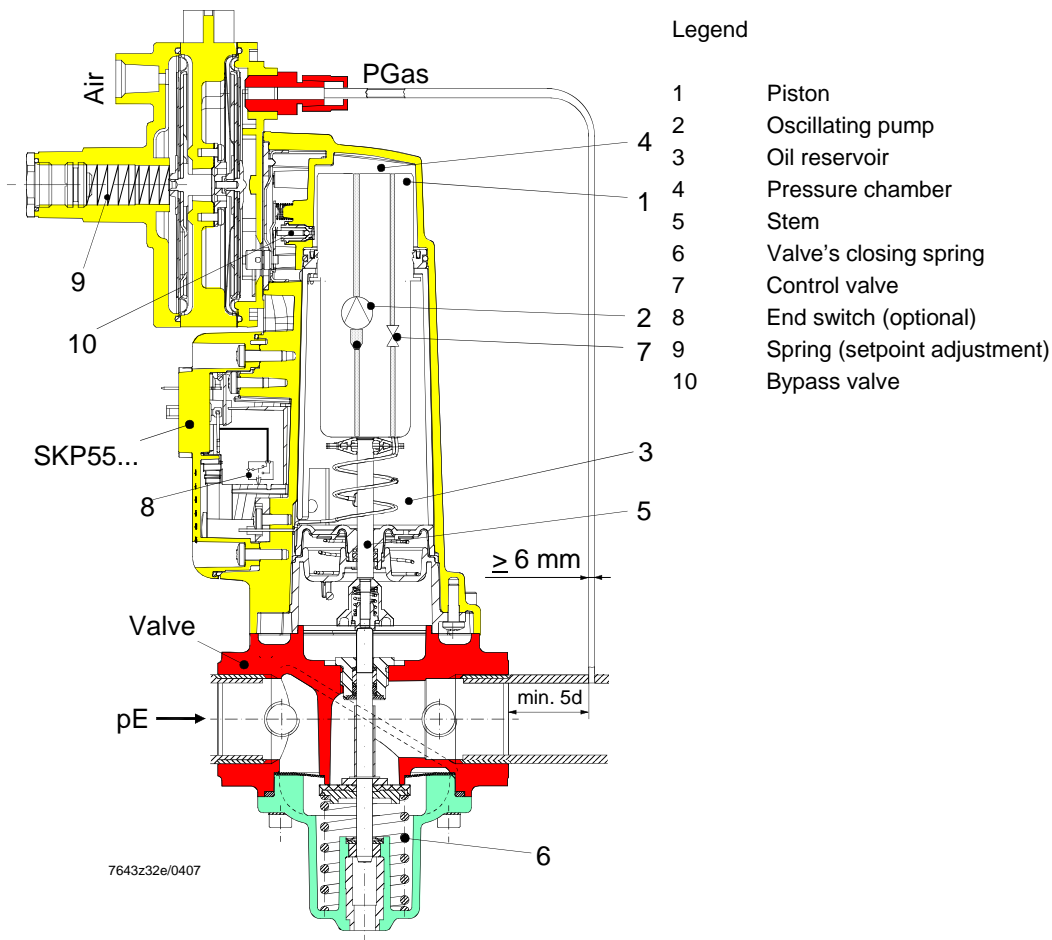 Legend
1 Piston
2 Oscillating pump
3 Oil reservoir
4 Pressure chamber
5 Stem
6 Valve's closing spring
7 Control valve
8 End switch (optional)
9 Spring (setpoint adjustment)
10 Bypass valve
Air
PGas
4
1
9
10
2
7
SKP55...
3
8
5
≥ 6 mm
Valve
min. 5d
pE
6
7643z32e/0407